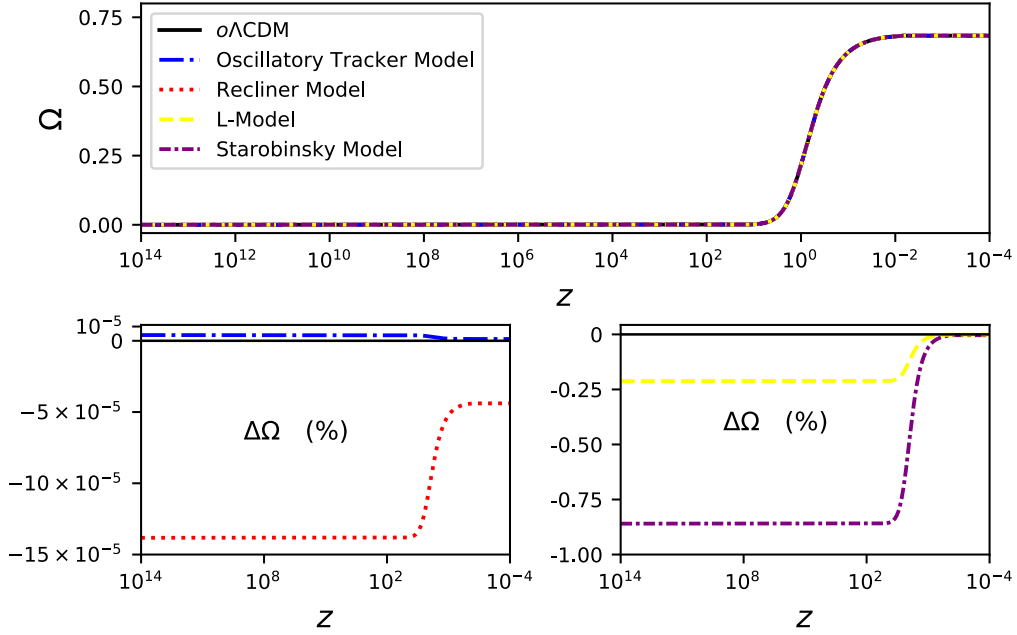 0.75
0.50
0.25
0.00
Ω
oΛCDM
Oscillatory Tracker Model
Recliner Model
L-Model
Starobinsky Model
10^14 10^12 10^10 10^8 10^6 10^4 10^2 10^0 10^-2 10^-4
z
10^-5
0
−5 × 10^-5
−10 × 10^-5
−15 × 10^-5
ΔΩ (%)
10^14 10^8 10^2 10^-4
z
0
-0.25
-0.50
-0.75
-1.00
ΔΩ (%)
10^14 10^8 10^2 10^-4
z